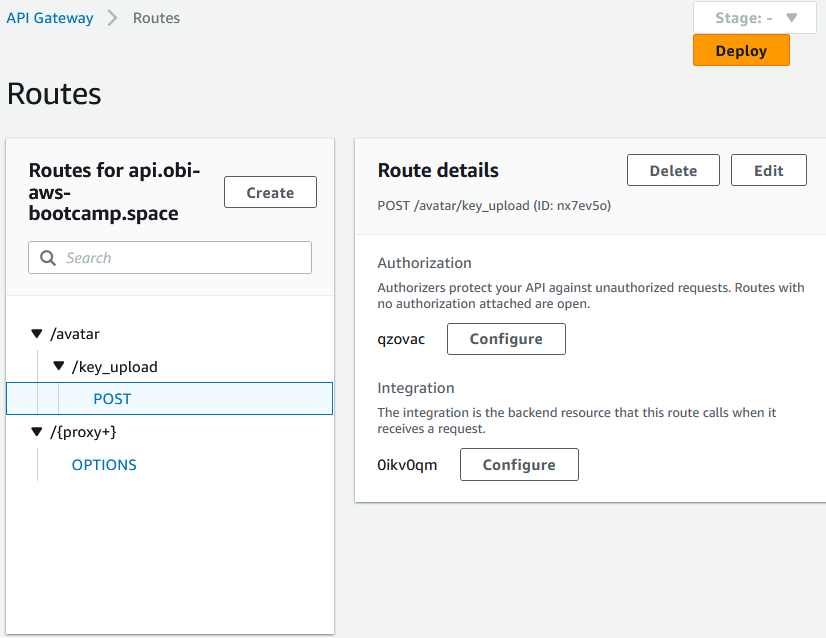 API Gateway
Routes
Stage: -
Deploy
Routes
Routes for api.obi-
aws-
bootcamp.space
Create
Search
/avatar
/key_upload
POST
/{proxy+}
OPTIONS
Route details
Delete
Edit
POST /avatar/key_upload (ID: nx7ev5o)
Authorization
Authorizers protect your API against unauthorized requests. Routes with
no authorization attached are open.
qzovac
Configure
Integration
The integration is the backend resource that this route calls when it
receives a request.
0ikv0qm
Configure